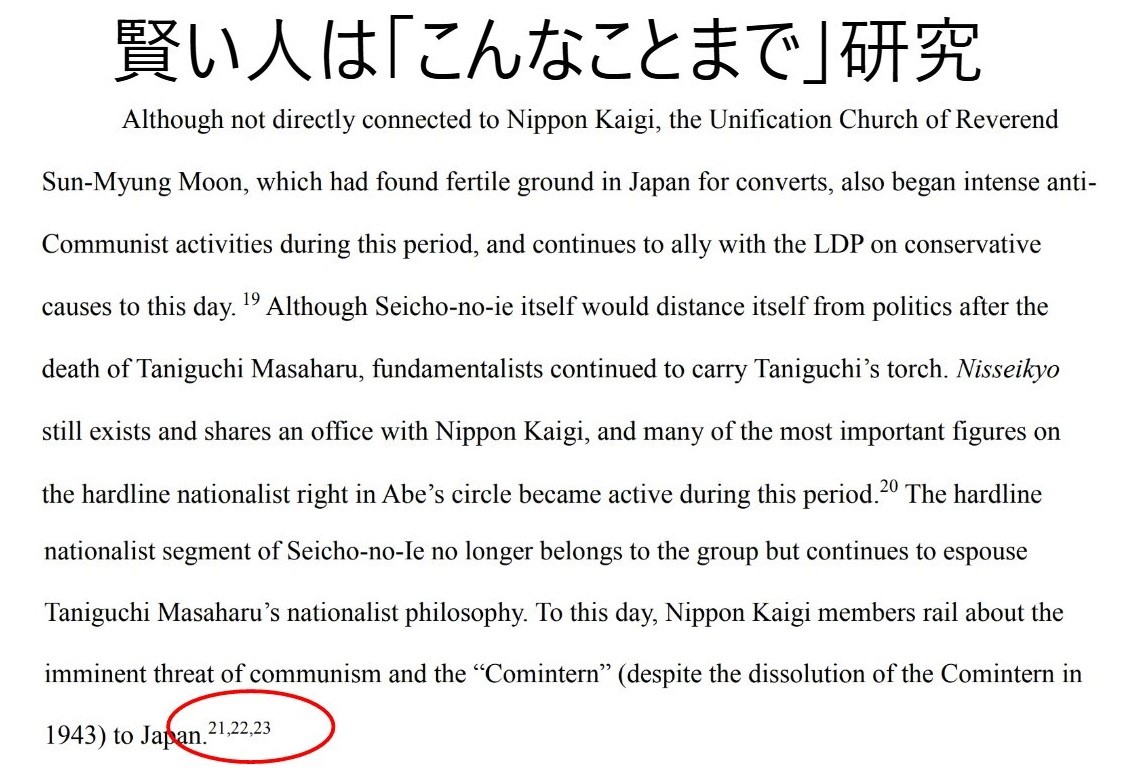 賢い人は「こんなことまで」研究
Although not directly connected to Nippon Kaigi, the Unification Church of Reverend
Sun-Myung Moon, which had found fertile ground in Japan for converts, also began intense anti-
Communist activities during this period, and continues to ally with the LDP on conservative
causes to this day. 19 Although Seicho-no-ie itself would distance itself from politics after the
death of Taniguchi Masaharu, fundamentalists continued to carry Taniguchi’s torch. Nisseikyo
still exists and shares an office with Nippon Kaigi, and many of the most important figures on
the hardline nationalist right in Abe’s circle became active during this period.20 The hardline
nationalist segment of Seicho-no-Ie no longer belongs to the group but continues to espouse
Taniguchi Masaharu’s nationalist philosophy. To this day, Nippon Kaigi members rail about the
imminent threat of communism and the “Comintern” (despite the dissolution of the Comintern in
1943) to Japan.21,22,23